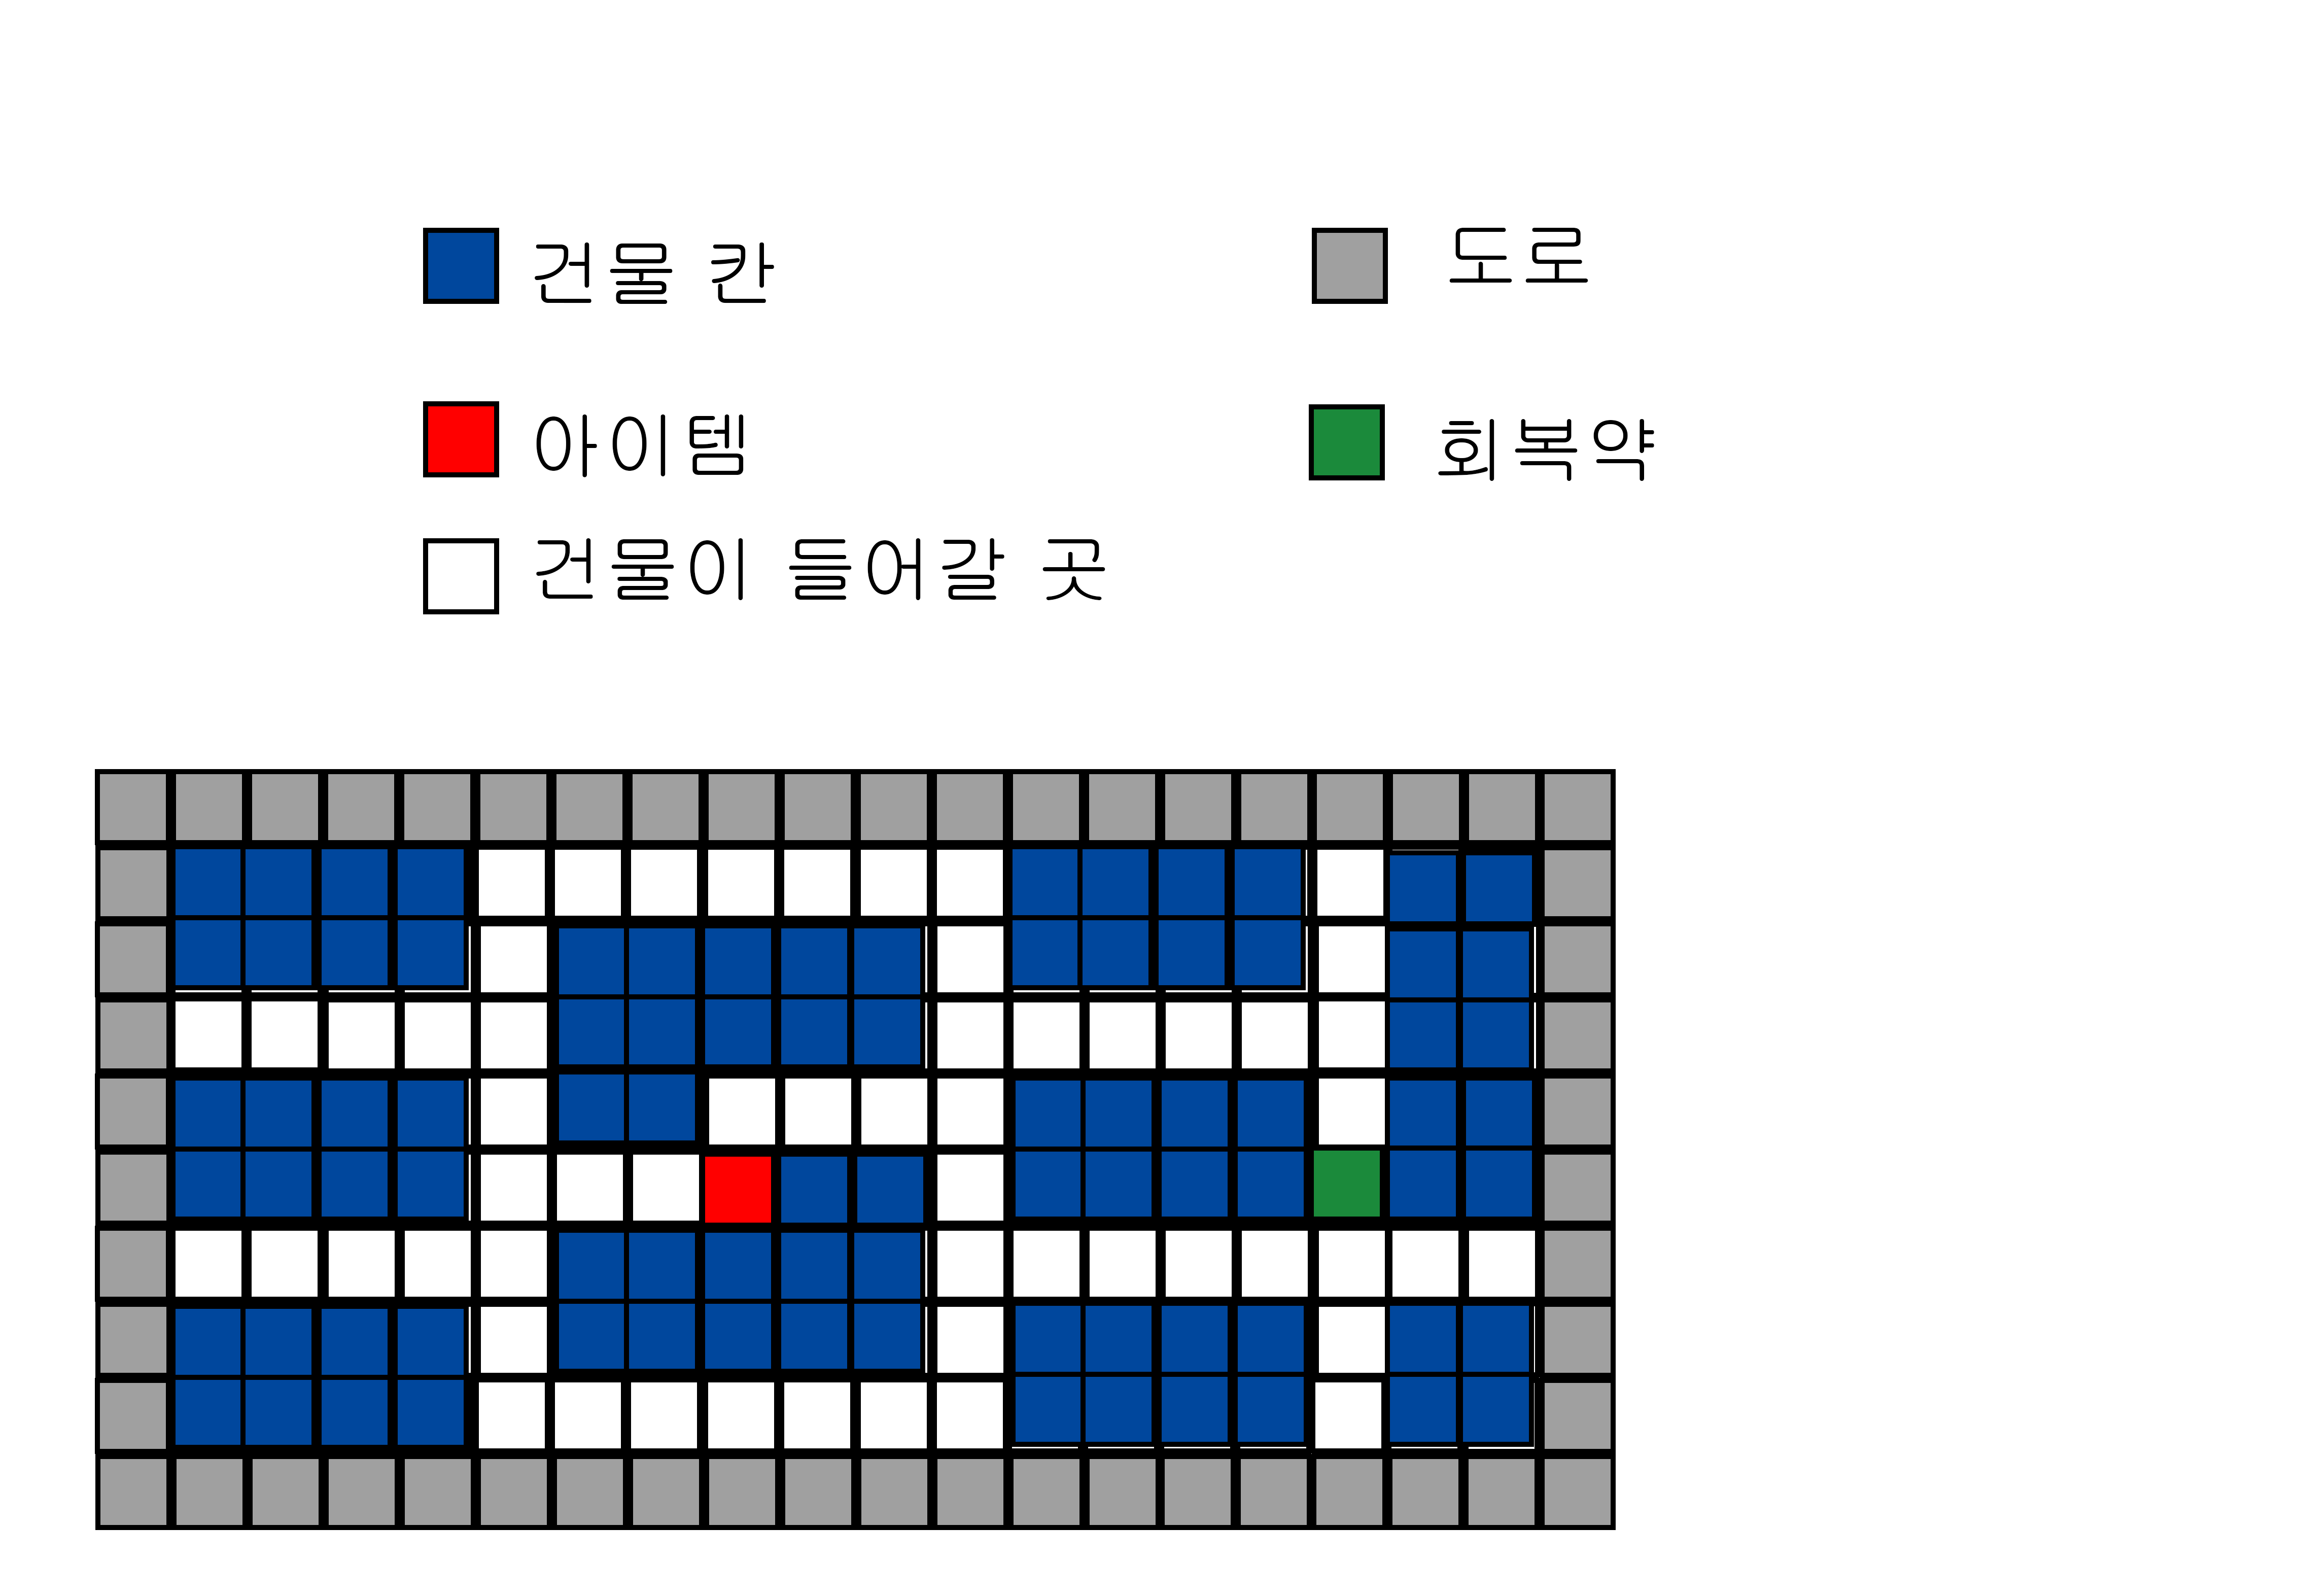 건물 칸
도로
아이템
회복약
건물이 들어갈 곳